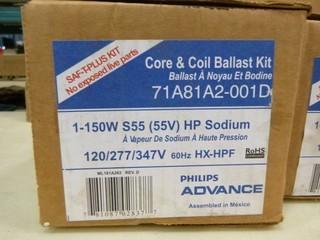 SAF-T-PLUS KIT
No exposed live parts
Core & Coil Ballast Kit
Ballast À Noyau Et Bodine
71A81A2-001D
1-150W S55 (55V) HP Sodium
À Vapeur De Sodium À Haute Pression
120/277/347V 60Hz HX-HPF
RoHS
ML181A263 REV. D
PHILIPS
ADVANCE
Assembled in México